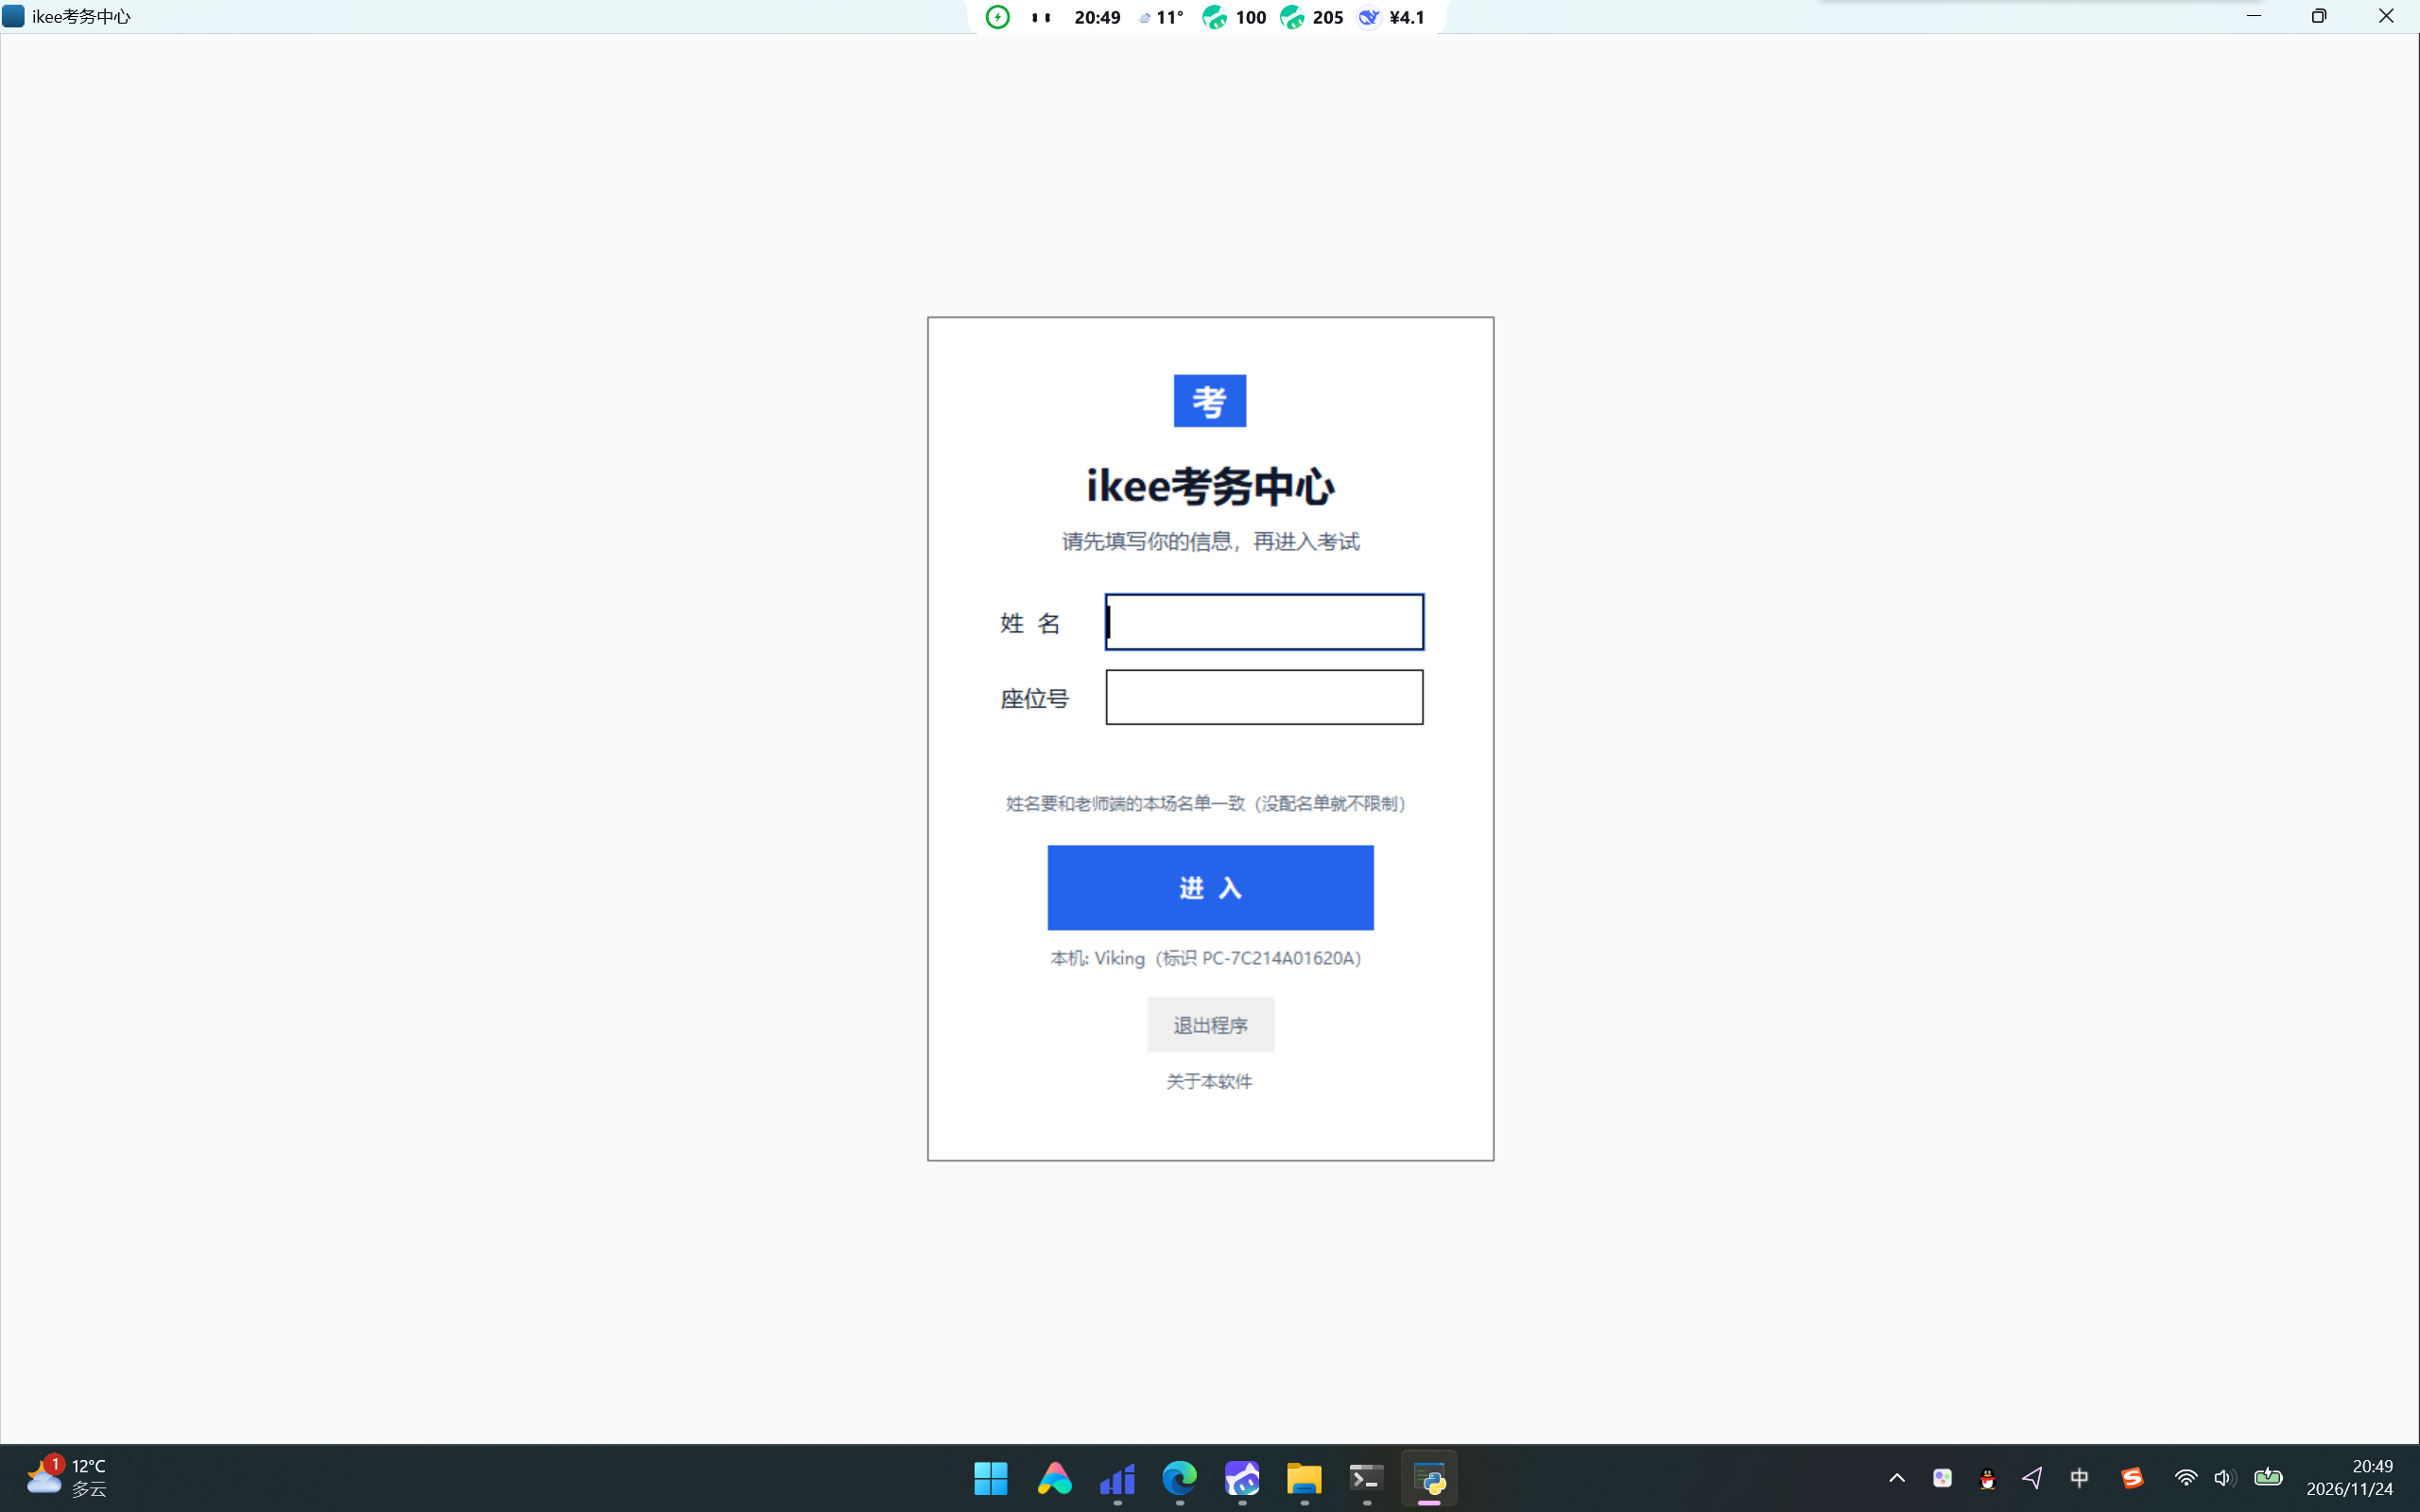 ikee考务中心
20:49 11° 100 205 ¥4.1
考
ikee考务中心
请先填写你的信息，再进入考试
姓 名
座位号
姓名要和老师端的本场名单一致（没配名单就不限制）
进 入
本机: Viking（标识 PC-7C214A01620A）
退出程序
关于本软件
1
12°C
多云
中
20:49
2026/11/24